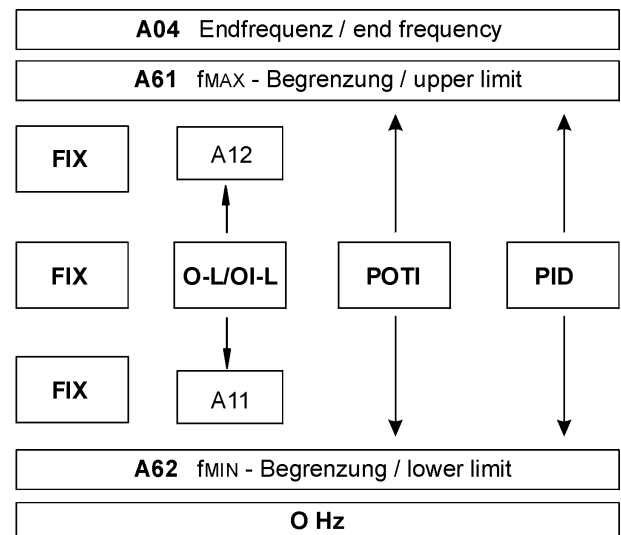 A04 Endfrequenz / end frequency
A61 fMAX - Begrenzung / upper limit
FIX A12
FIX O-L/OI-L POTI PID
FIX A11
A62 fMIN - Begrenzung / lower limit
O Hz